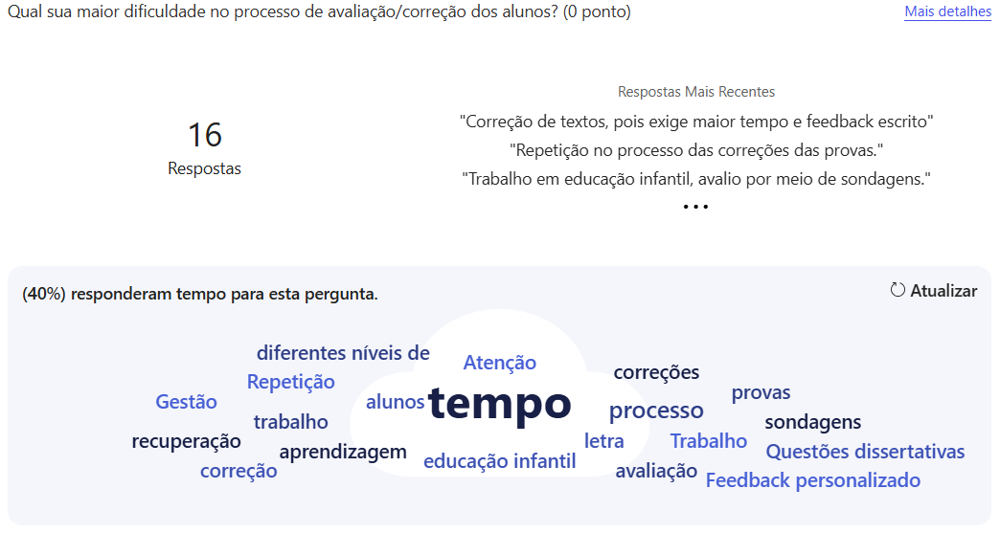 Qual sua maior dificuldade no processo de avaliação/correção dos alunos? (0 ponto)
Mais detalhes
16
Respostas
Respostas Mais Recentes
"Correção de textos, pois exige maior tempo e feedback escrito"
"Repetição no processo das correções das provas."
"Trabalho em educação infantil, avalio por meio de sondagens."
...
(40%) responderam tempo para esta pergunta.
Atualizar
diferentes níveis de
Atenção
correções
Repetição
provas
Gestão
alunos
tempo
processo
trabalho
sondagens
recuperação
letra
Trabalho
aprendizagem
Questões dissertativas
educação infantil
correção
avaliação
Feedback personalizado